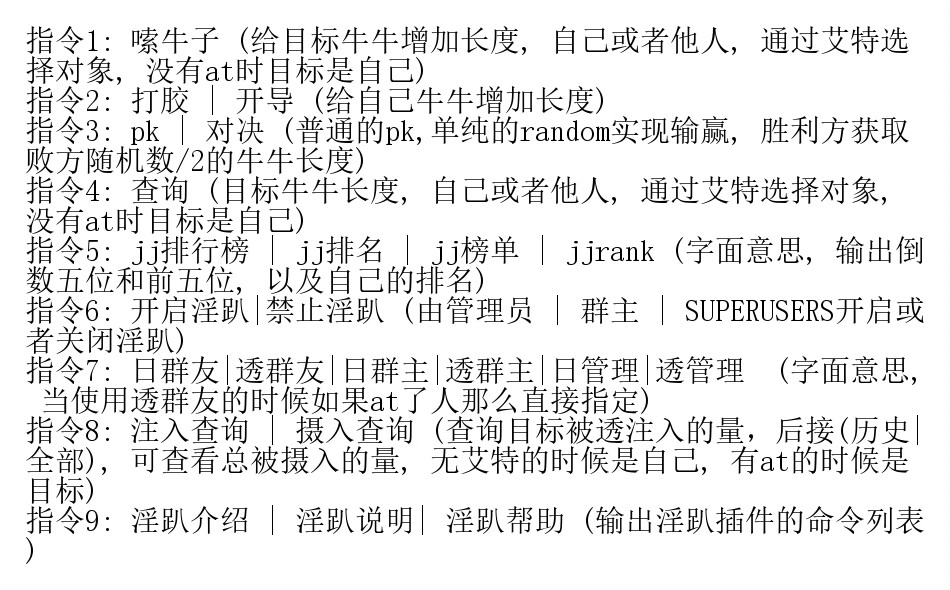 指令1: 嗦牛子 (给目标牛牛增加长度, 自己或者他人, 通过艾特选
择对象, 没有at时目标是自己)
指令2: 打胶 | 开导 (给自己牛牛增加长度)
指令3: pk | 对决 (普通的pk,单纯的random实现输赢, 胜利方获取
败方随机数/2的牛牛长度)
指令4: 查询 (目标牛牛长度, 自己或者他人, 通过艾特选择对象,
没有at时目标是自己)
指令5: jj排行榜 | jj排名 | jj榜单 | jjrank (字面意思, 输出倒
数五位和前五位, 以及自己的排名)
指令6: 开启淫趴|禁止淫趴 (由管理员 | 群主 | SUPERUSERS开启或
者关闭淫趴)
指令7: 日群友|透群友|日群主|透群主|日管理|透管理  (字面意思,
当使用透群友的时候如果at了人那么直接指定)
指令8: 注入查询 | 摄入查询 (查询目标被透注入的量，后接(历史|
全部), 可查看总被摄入的量, 无艾特的时候是自己, 有at的时候是
目标)
指令9: 淫趴介绍 | 淫趴说明| 淫趴帮助 (输出淫趴插件的命令列表
)